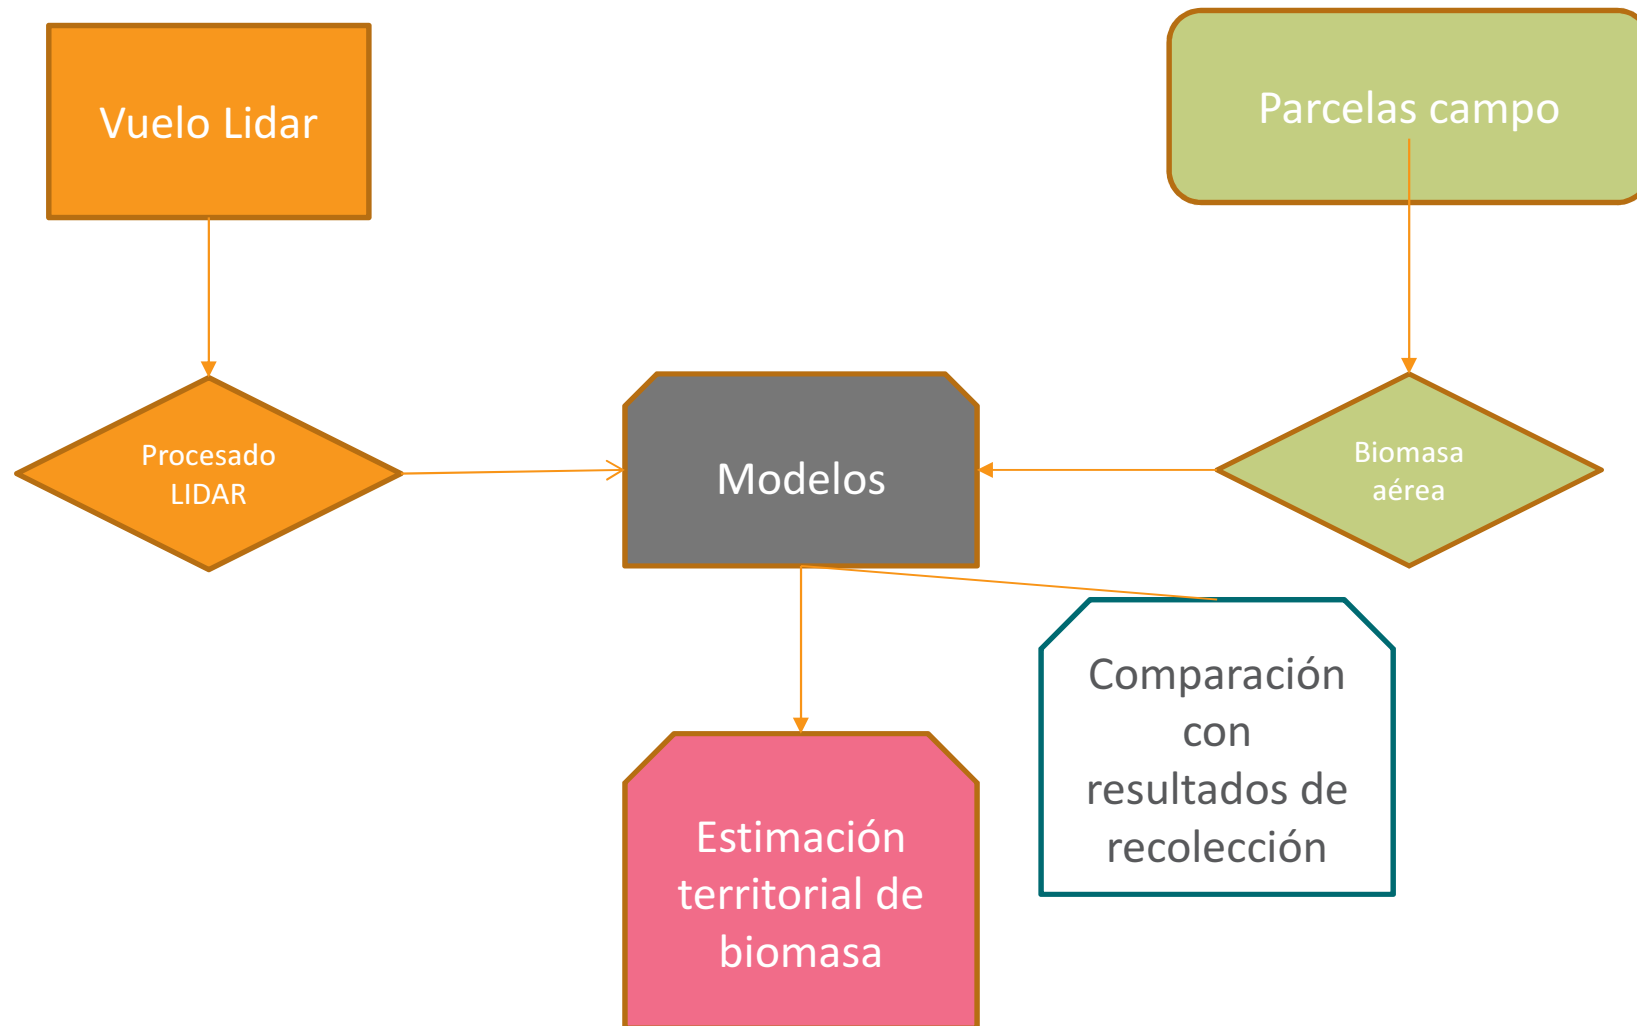 Vuelo Lidar
Parcelas campo
Procesado
LIDAR
Modelos
Biomasa
aérea
Comparación
con
resultados de
recolección
Estimación
territorial de
biomasa